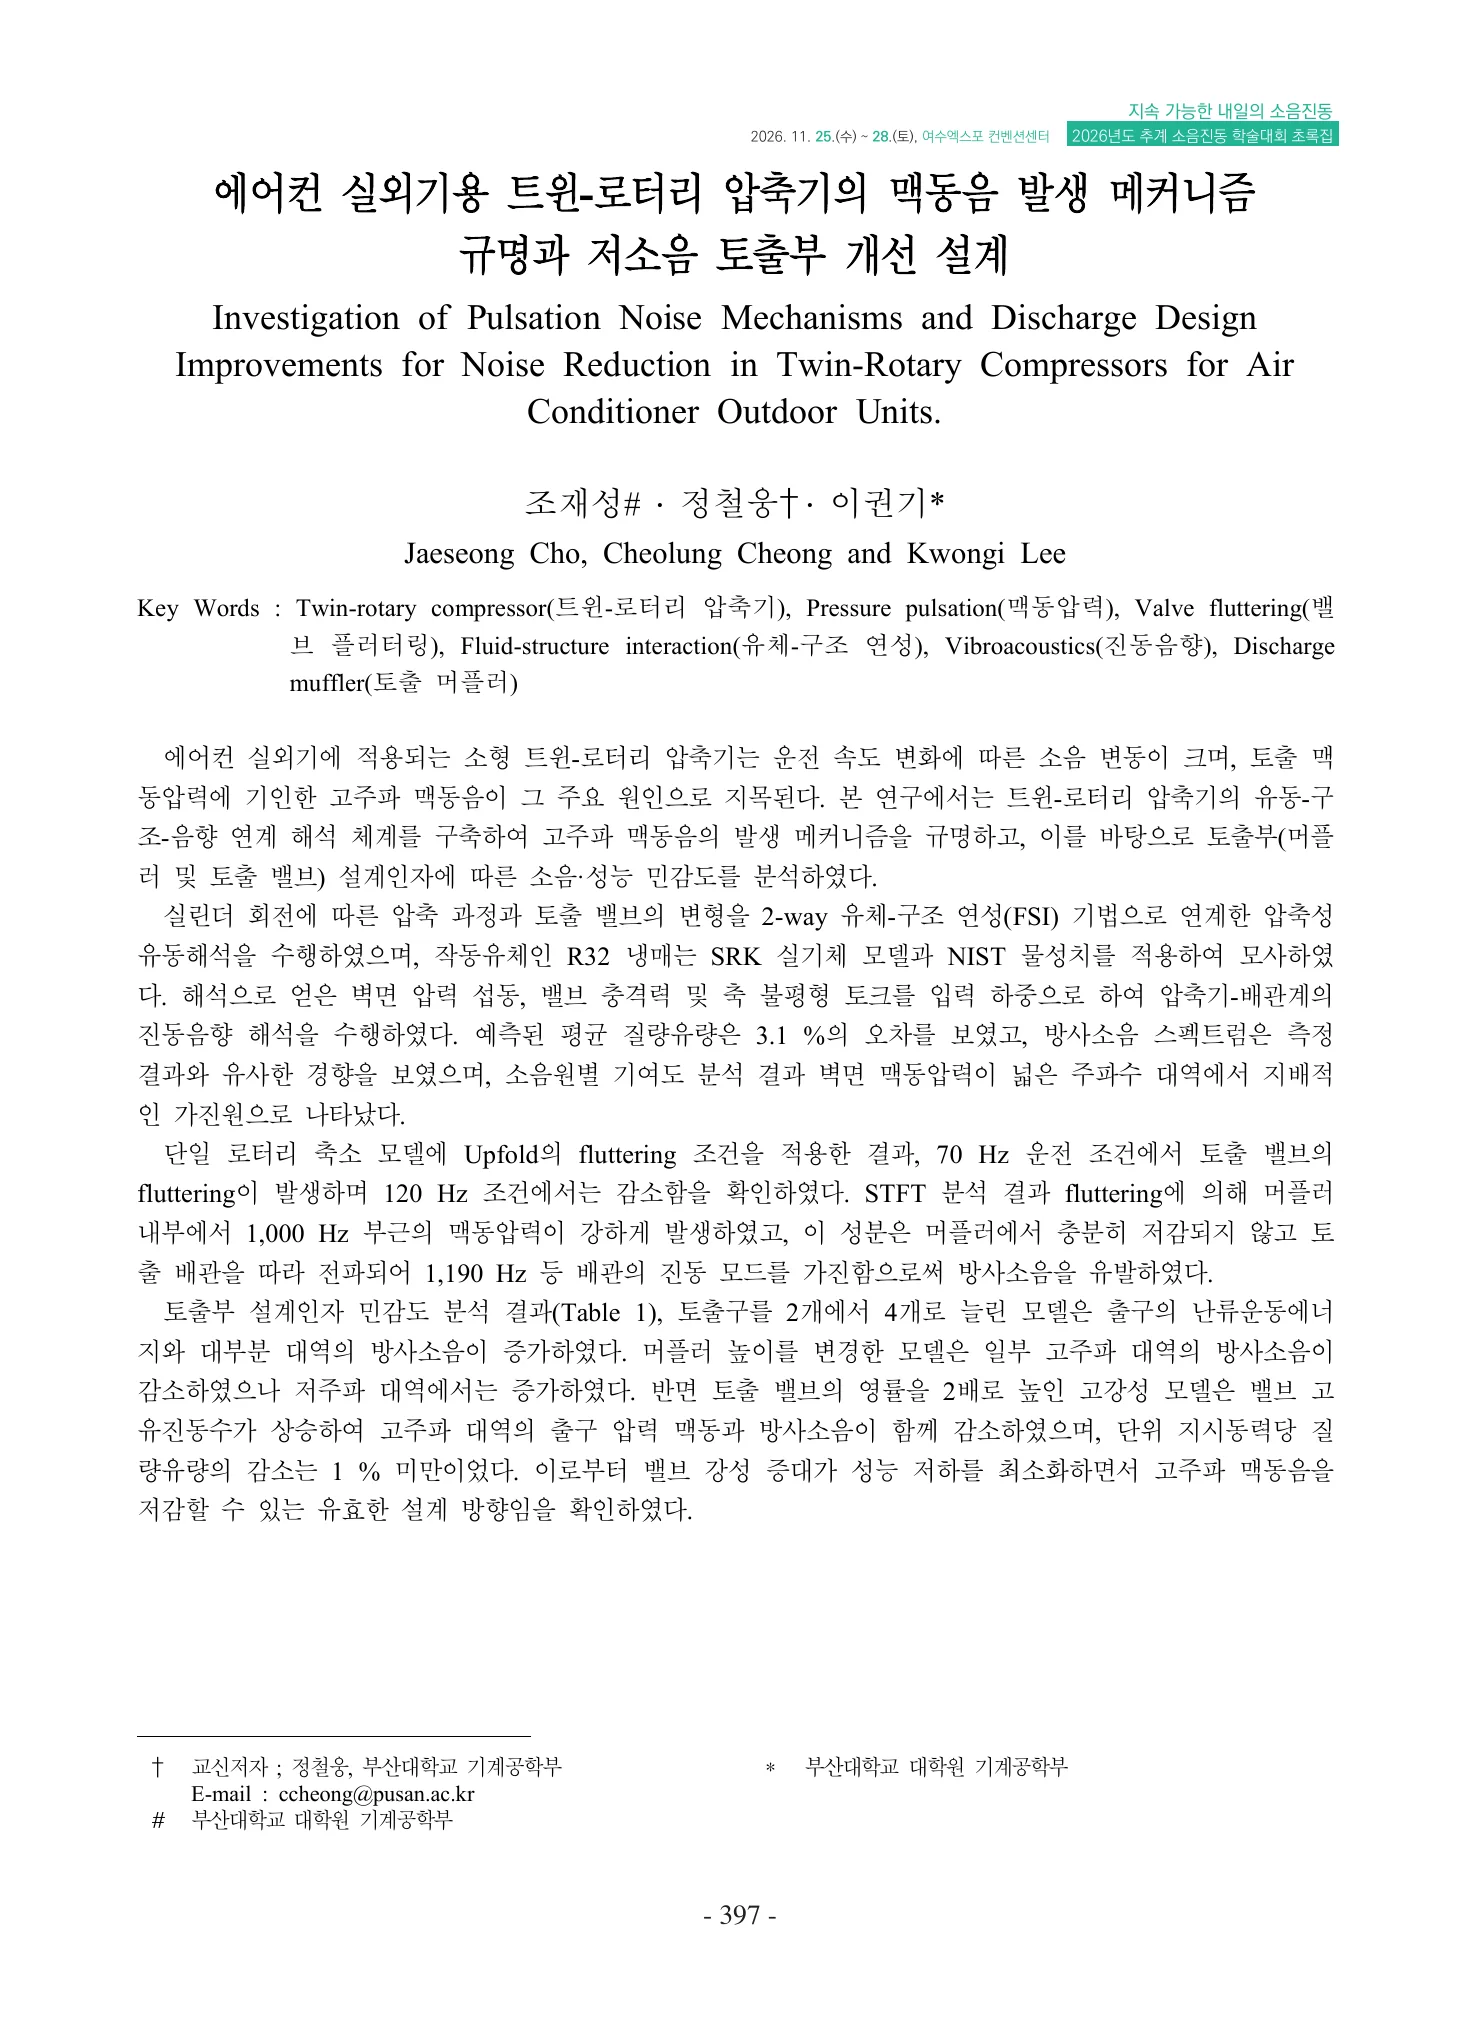 지속 가능한 내일의 소음진동
2026. 11. 25.(수) ~ 28.(토), 여수엑스포 컨벤션센터 2026년도 추계 소음진동 학술대회 초록집
에어컨 실외기용 트윈-로터리 압축기의 맥동음 발생 메커니즘
규명과 저소음 토출부 개선 설계
Investigation of Pulsation Noise Mechanisms and Discharge Design
Improvements for Noise Reduction in Twin-Rotary Compressors for Air
Conditioner Outdoor Units.
조재성# · 정철웅†· 이권기*
Jaeseong Cho, Cheolung Cheong and Kwongi Lee
Key Words : Twin-rotary compressor(트윈-로터리 압축기), Pressure pulsation(맥동압력), Valve fluttering(밸
브 플러터링), Fluid-structure interaction(유체-구조 연성), Vibroacoustics(진동음향), Discharge
muffler(토출 머플러)
에어컨 실외기에 적용되는 소형 트윈-로터리 압축기는 운전 속도 변화에 따른 소음 변동이 크며, 토출 맥
동압력에 기인한 고주파 맥동음이 그 주요 원인으로 지목된다. 본 연구에서는 트윈-로터리 압축기의 유동-구
조-음향 연계 해석 체계를 구축하여 고주파 맥동음의 발생 메커니즘을 규명하고, 이를 바탕으로 토출부(머플
러 및 토출 밸브) 설계인자에 따른 소음·성능 민감도를 분석하였다.
실린더 회전에 따른 압축 과정과 토출 밸브의 변형을 2-way 유체-구조 연성(FSI) 기법으로 연계한 압축성
유동해석을 수행하였으며, 작동유체인 R32 냉매는 SRK 실기체 모델과 NIST 물성치를 적용하여 모사하였
다. 해석으로 얻은 벽면 압력 섭동, 밸브 충격력 및 축 불평형 토크를 입력 하중으로 하여 압축기-배관계의
진동음향 해석을 수행하였다. 예측된 평균 질량유량은 3.1 %의 오차를 보였고, 방사소음 스펙트럼은 측정
결과와 유사한 경향을 보였으며, 소음원별 기여도 분석 결과 벽면 맥동압력이 넓은 주파수 대역에서 지배적
인 가진원으로 나타났다.
단일 로터리 축소 모델에 Upfold의 fluttering 조건을 적용한 결과, 70 Hz 운전 조건에서 토출 밸브의
fluttering이 발생하며 120 Hz 조건에서는 감소함을 확인하였다. STFT 분석 결과 fluttering에 의해 머플러
내부에서 1,000 Hz 부근의 맥동압력이 강하게 발생하였고, 이 성분은 머플러에서 충분히 저감되지 않고 토
출 배관을 따라 전파되어 1,190 Hz 등 배관의 진동 모드를 가진함으로써 방사소음을 유발하였다.
토출부 설계인자 민감도 분석 결과(Table 1), 토출구를 2개에서 4개로 늘린 모델은 출구의 난류운동에너
지와 대부분 대역의 방사소음이 증가하였다. 머플러 높이를 변경한 모델은 일부 고주파 대역의 방사소음이
감소하였으나 저주파 대역에서는 증가하였다. 반면 토출 밸브의 영률을 2배로 높인 고강성 모델은 밸브 고
유진동수가 상승하여 고주파 대역의 출구 압력 맥동과 방사소음이 함께 감소하였으며, 단위 지시동력당 질
량유량의 감소는 1 % 미만이었다. 이로부터 밸브 강성 증대가 성능 저하를 최소화하면서 고주파 맥동음을
저감할 수 있는 유효한 설계 방향임을 확인하였다.
† 교신저자 ; 정철웅, 부산대학교 기계공학부
E-mail : ccheong@pusan.ac.kr
# 부산대학교 대학원 기계공학부
* 부산대학교 대학원 기계공학부
- 397 -